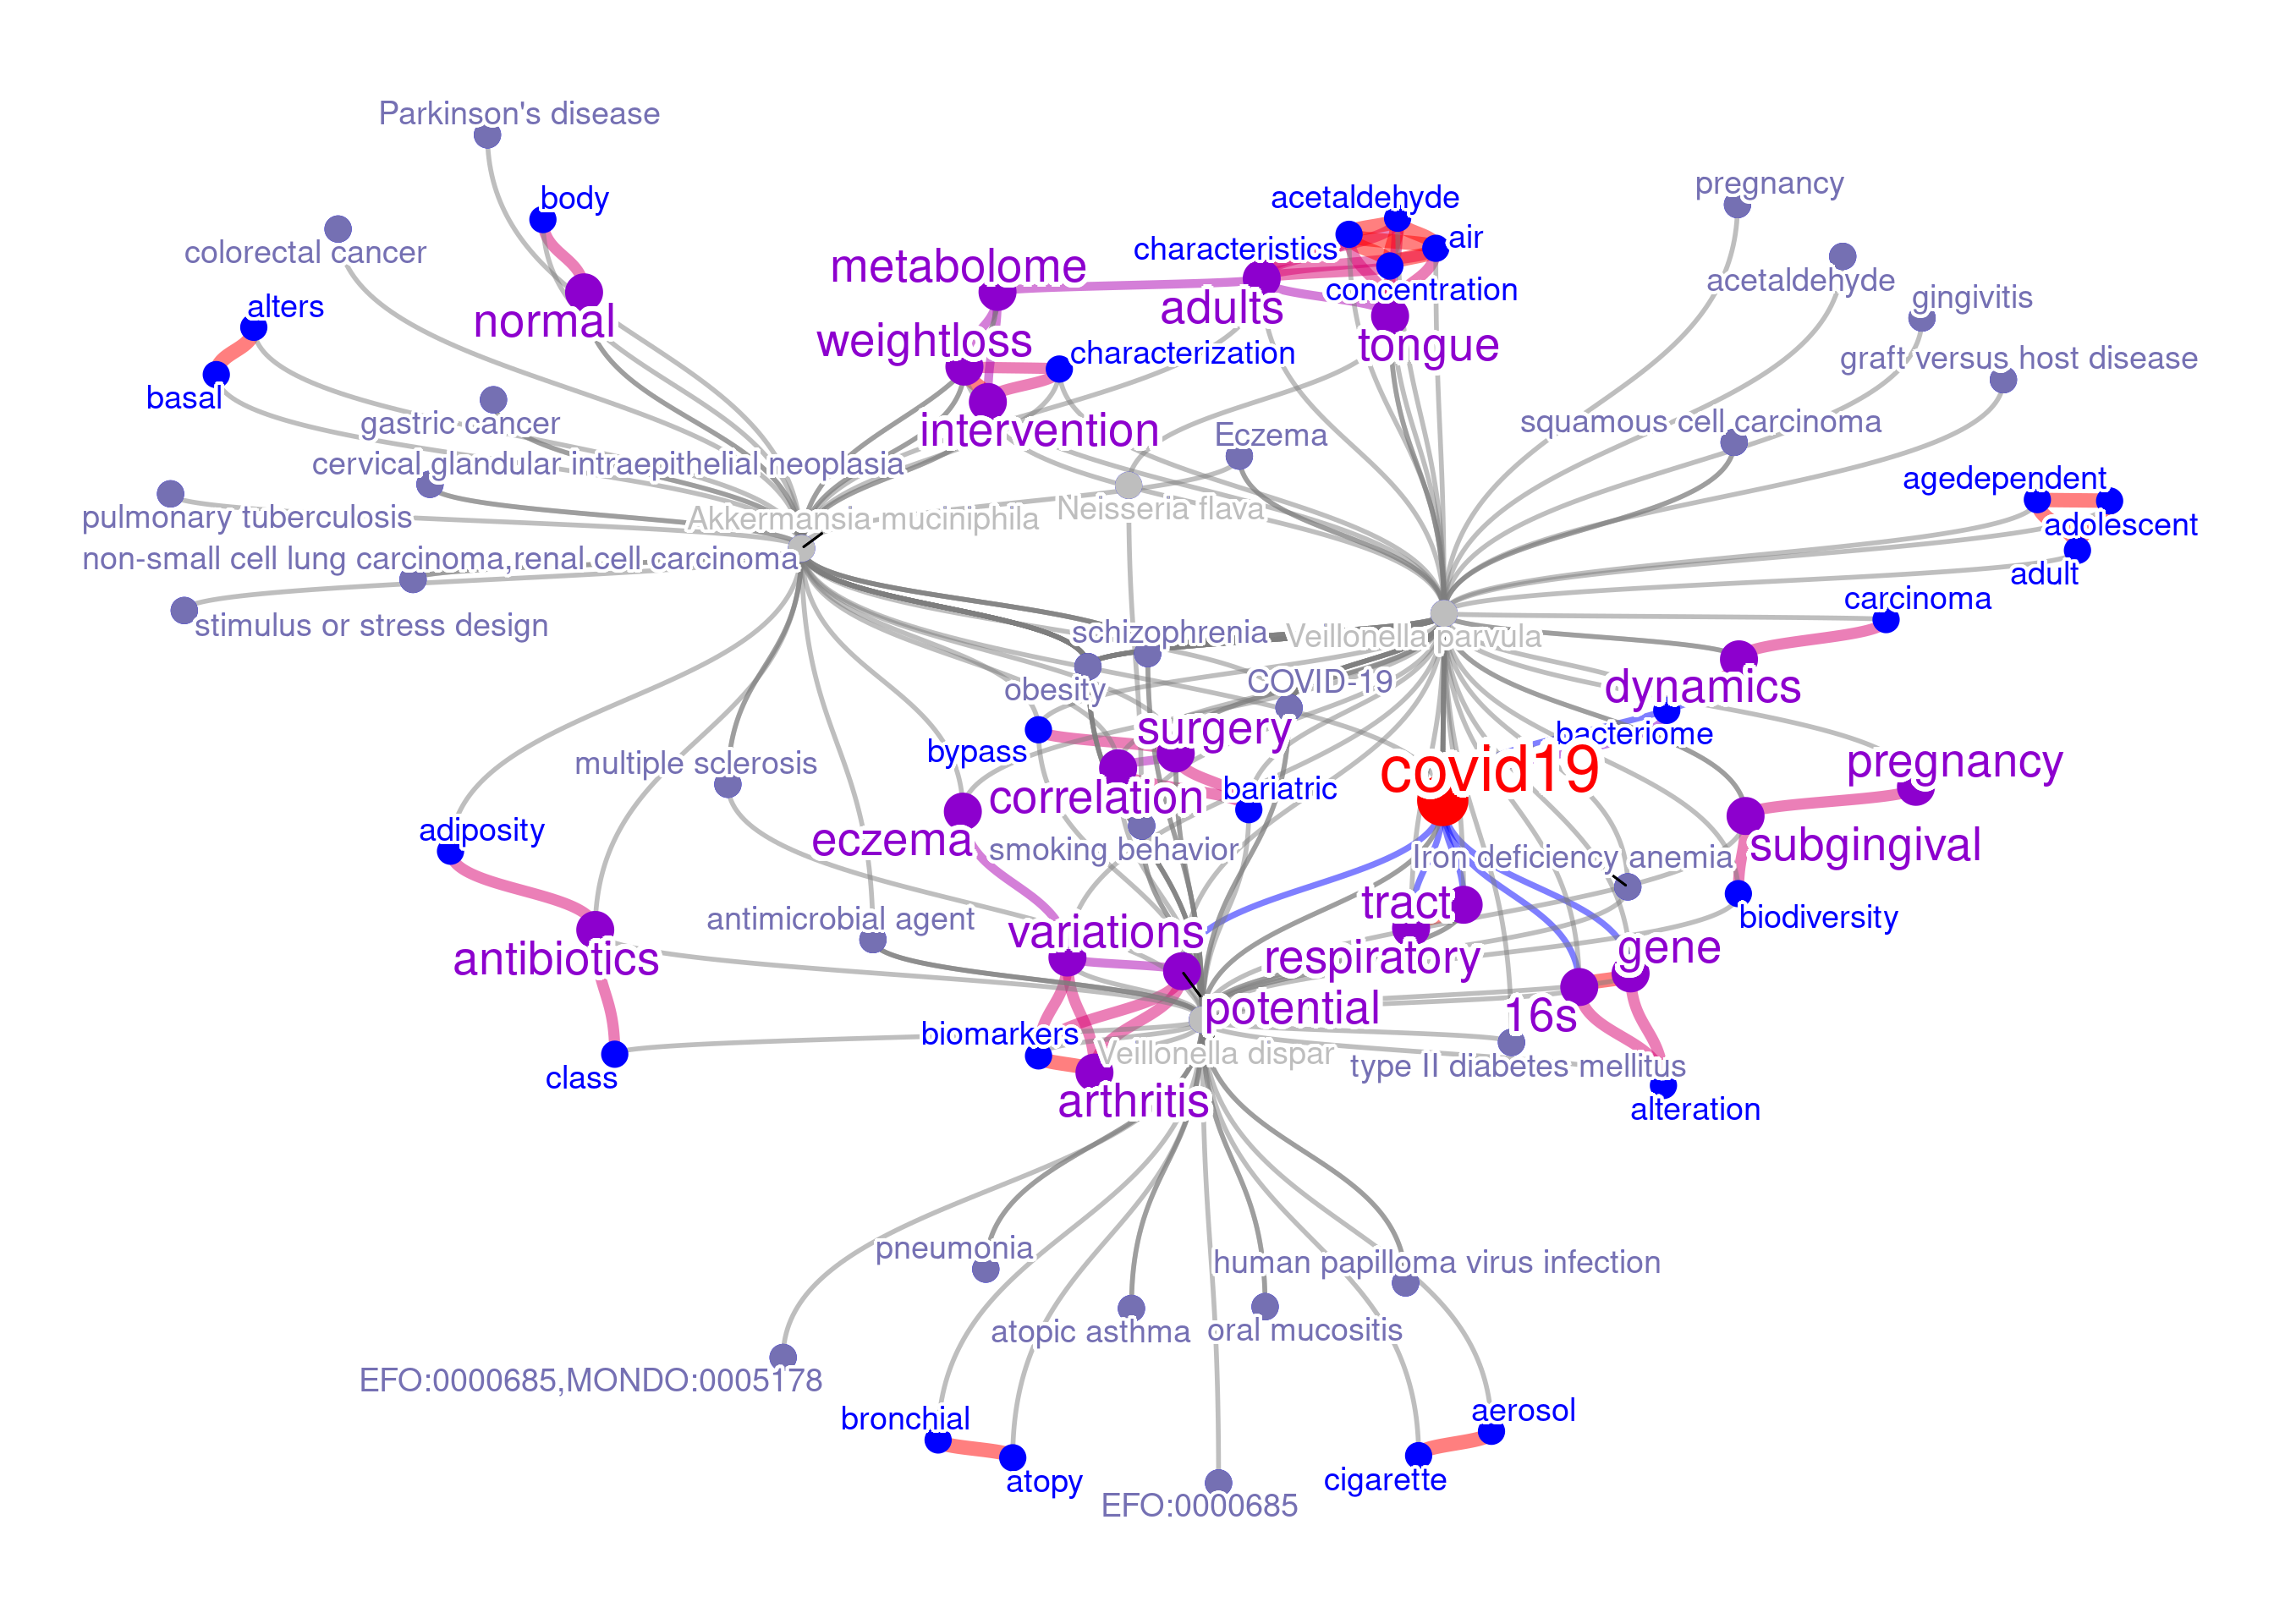 Parkinson's disease
pregnancy
body
acetaldehyde
characteristics
air
colorectal cancer
metabolome
acetaldehyde
concentration
gingivitis
alters
adults
normal
weightloss
tongue
characterization
graft versus host disease
basal
gastric cancer
intervention
Eczema
squamous cell carcinoma
cervical glandular intraepithelial neoplasia
agedependent
pulmonary tuberculosis
Akkermansia muciniphila
Neisseria flava
adolescent
non-small cell lung carcinoma,renal cell carcinoma
adult
carcinoma
stimulus or stress design
schizophrenia
Veillonella parvula
obesity
COVID-19
dynamics
surgery
bacteriome
bypass
multiple sclerosis
covid19
pregnancy
correlation
bariatric
adiposity
eczema
smoking behavior
Iron deficiency anemia
subgingival
tract
antimicrobial agent
biodiversity
variations
gene
antibiotics
respiratory
potential
16s
biomarkers
Veillonella dispar
type II diabetes mellitus
class
arthritis
alteration
pneumonia
human papilloma virus infection
atopic asthma
oral mucositis
EFO:0000685,MONDO:0005178
bronchial
aerosol
atopy
cigarette
EFO:0000685